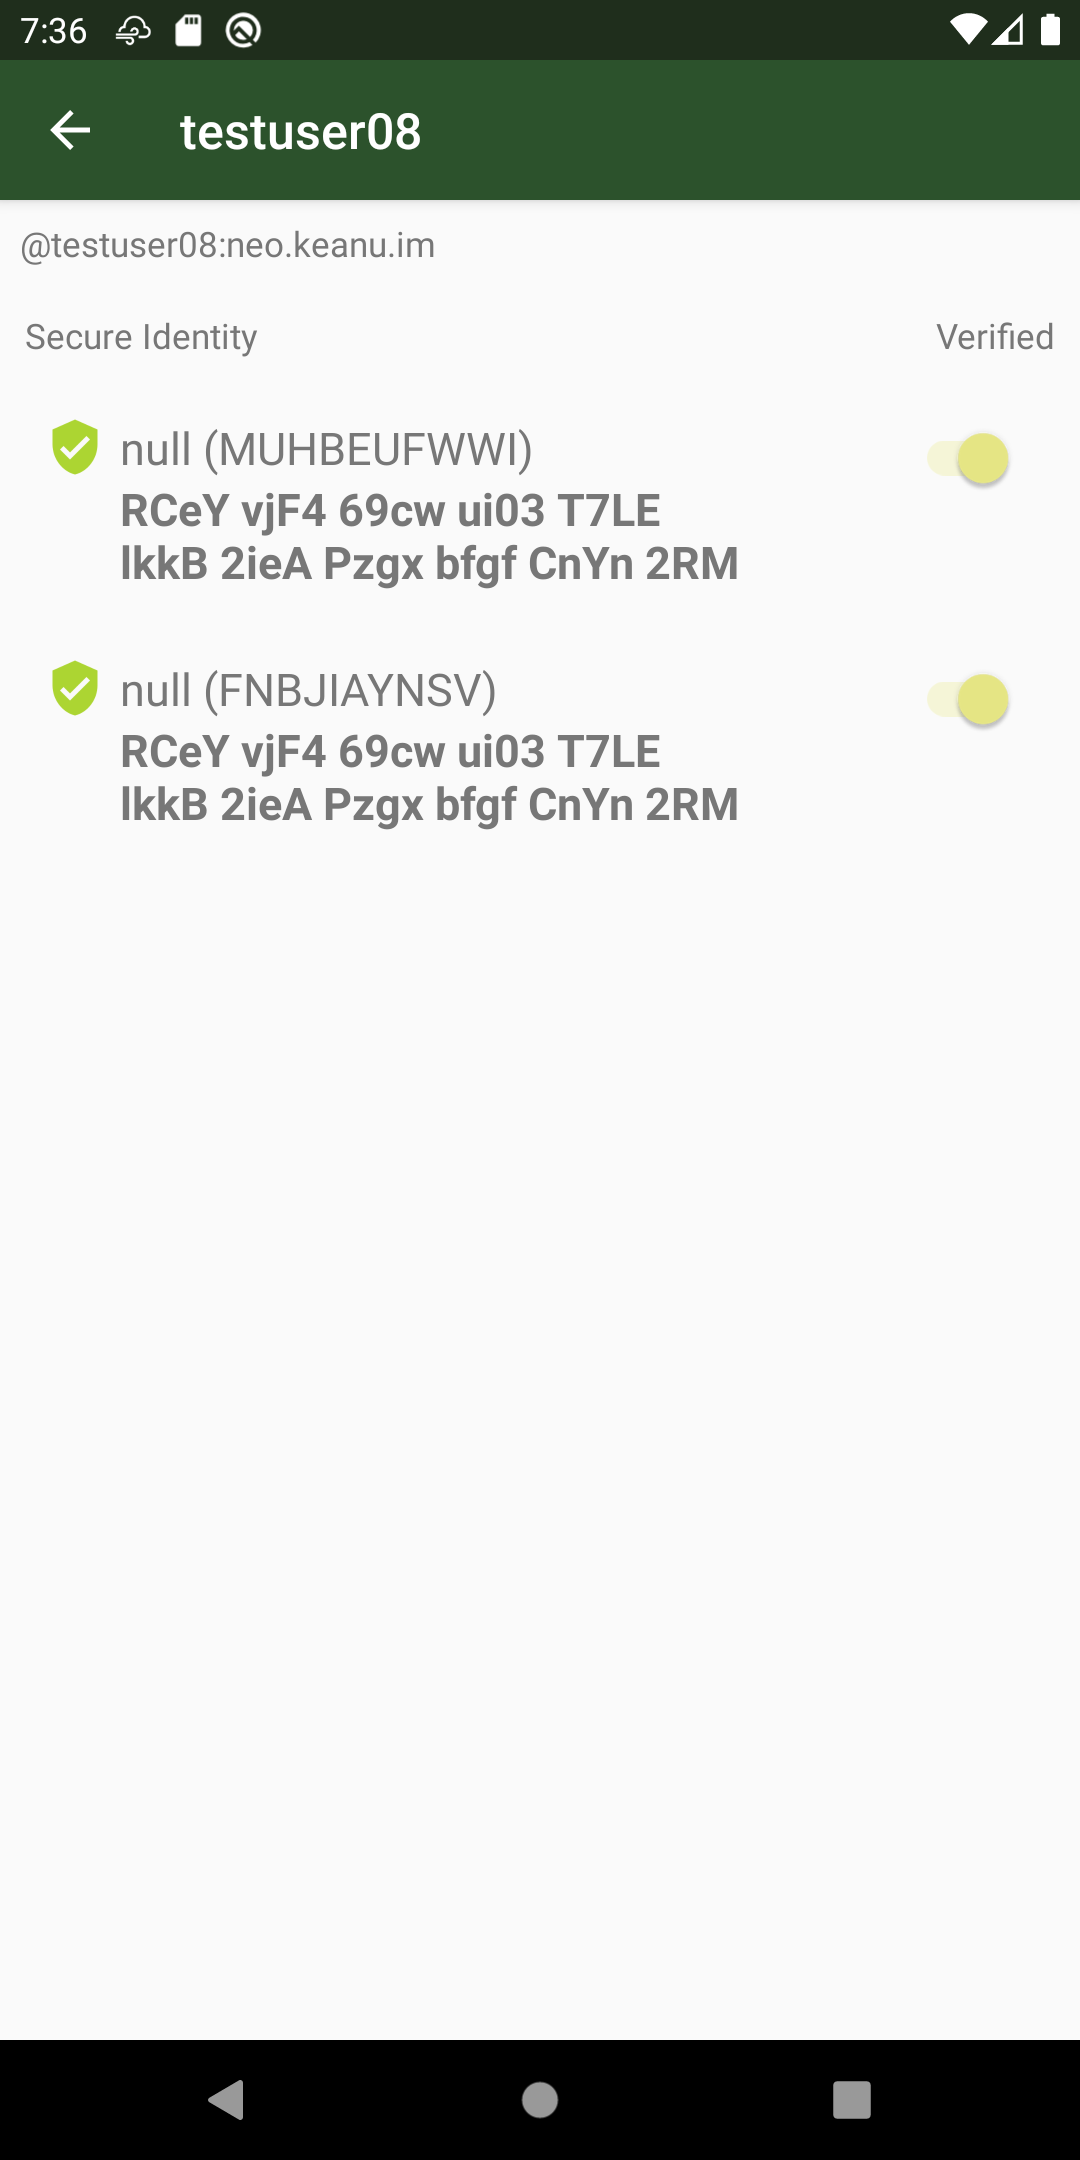 7:36
testuser08
@testuser08:neo.keanu.im
Secure Identity Verified
null (MUHBEUFWWI)
RCeY vjF4 69cw ui03 T7LE
lkkB 2ieA Pzgx bfgf CnYn 2RM
null (FNBJIAYNSV)
RCeY vjF4 69cw ui03 T7LE
lkkB 2ieA Pzgx bfgf CnYn 2RM